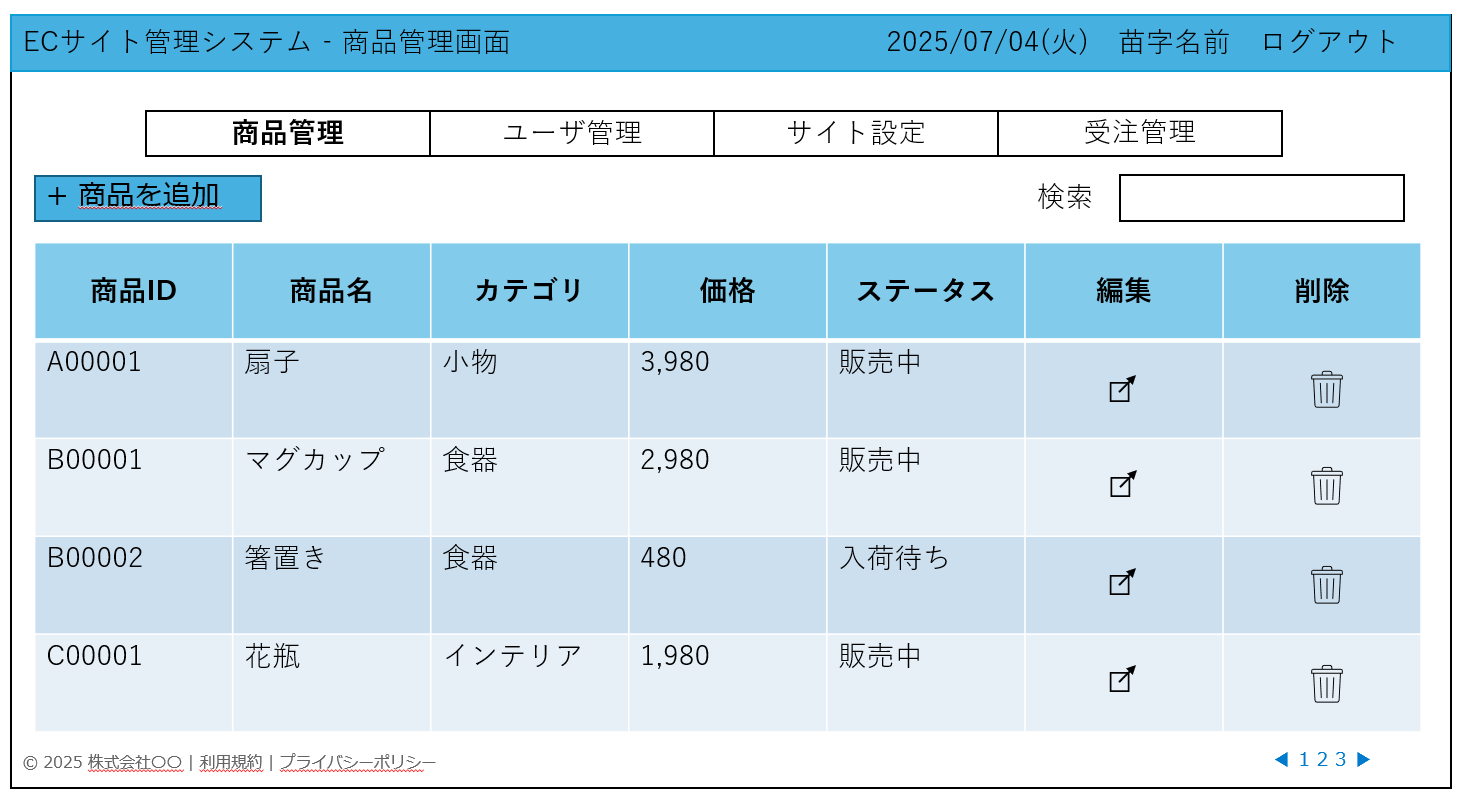 ECサイト管理システム - 商品管理画面 2025/07/04(火) 苗字名前 ログアウト
商品管理 ユーザ管理 サイト設定 受注管理
+ 商品を追加 検索
商品ID 商品名 カテゴリ 価格 ステータス 編集 削除
A00001 扇子 小物 3,980 販売中
B00001 マグカップ 食器 2,980 販売中
B00002 箸置き 食器 480 入荷待ち
C00001 花瓶 インテリア 1,980 販売中
© 2025 株式会社〇〇 | 利用規約 | プライバシーポリシー ◀ 1 2 3 ▶